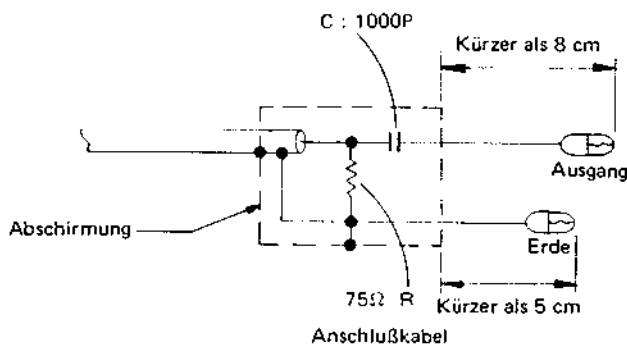 C : 1000P
Kürzer als 8 cm
Ausgang
Abschirmung
Erde
75Ω R
Kürzer als 5 cm
Anschlußkabel